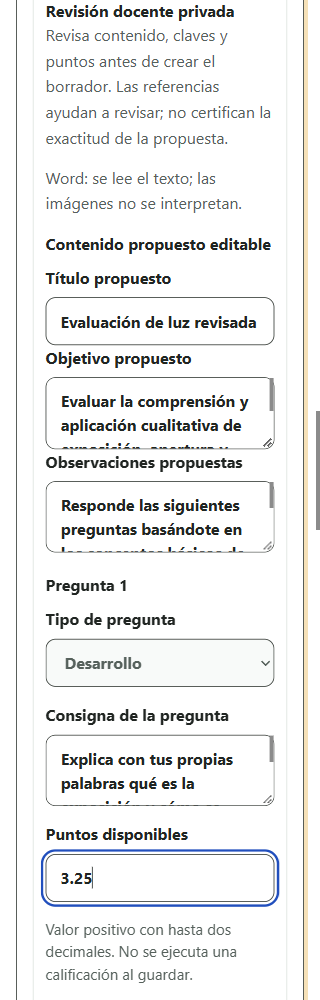 Revisión docente privada
Revisa contenido, claves y
puntos antes de crear el
borrador. Las referencias
ayudan a revisar; no certifican la
exactitud de la propuesta.
Word: se lee el texto; las
imágenes no se interpretan.
Contenido propuesto editable
Título propuesto
Evaluación de luz revisada
Objetivo propuesto
Evaluar la comprensión y
aplicación cualitativa de
Observaciones propuestas
Responde las siguientes
preguntas basándote en
Pregunta 1
Tipo de pregunta
Desarrollo
Consigna de la pregunta
Explica con tus propias
palabras qué es la
Puntos disponibles
3.25
Valor positivo con hasta dos
decimales. No se ejecuta una
calificación al guardar.